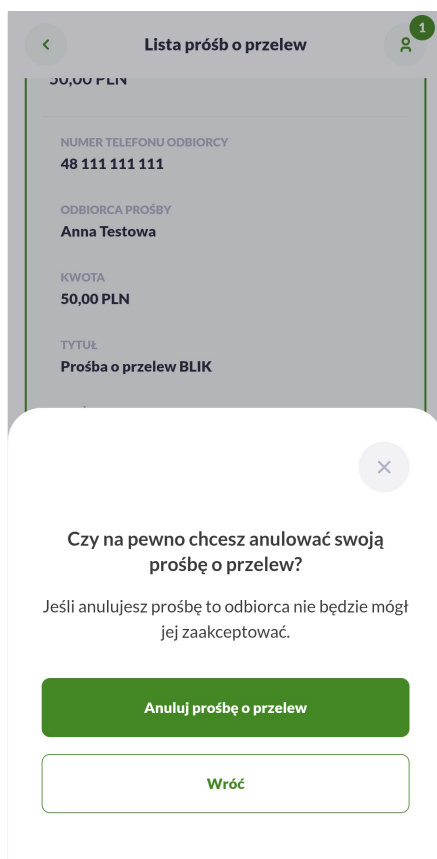 1
Lista próśb o przelew
50,00 PLN
NUMER TELEFONU ODBIORCY
48 111 111 111
ODBIORCA PROŚBY
Anna Testowa
KWOTA
50,00 PLN
TYTUŁ
Prośba o przelew BLIK
Czy na pewno chcesz anulować swoją
prośbę o przelew?
Jeśli anulujesz prośbę to odbiorca nie będzie mógł
jej zaakceptować.
Anuluj prośbę o przelew
Wróć